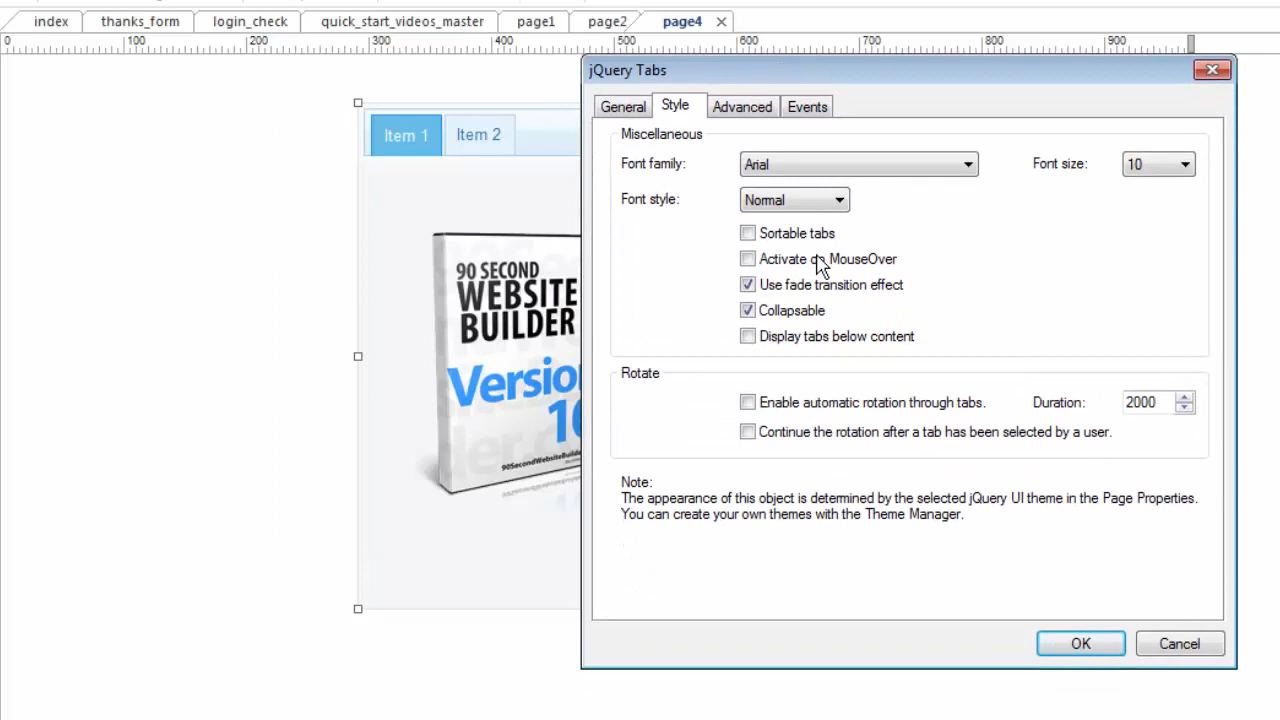 index thanks_form login_check quick_start_videos_master page1 page2 page4
0 100 200 300 400 500 600 700 800 900
jQuery Tabs
General Style Advanced Events
Miscellaneous
Font family: Arial Font size: 10
Font style: Normal
Sortable tabs
Activate on MouseOver
Use fade transition effect
Collapsable
Display tabs below content
Rotate
Enable automatic rotation through tabs. Duration: 2000
Continue the rotation after a tab has been selected by a user.
Note:
The appearance of this object is determined by the selected jQuery UI theme in the Page Properties.
You can create your own themes with the Theme Manager.
OK Cancel
Item 1 Item 2
90 SECOND
WEBSITE
BUILDER
Version
10